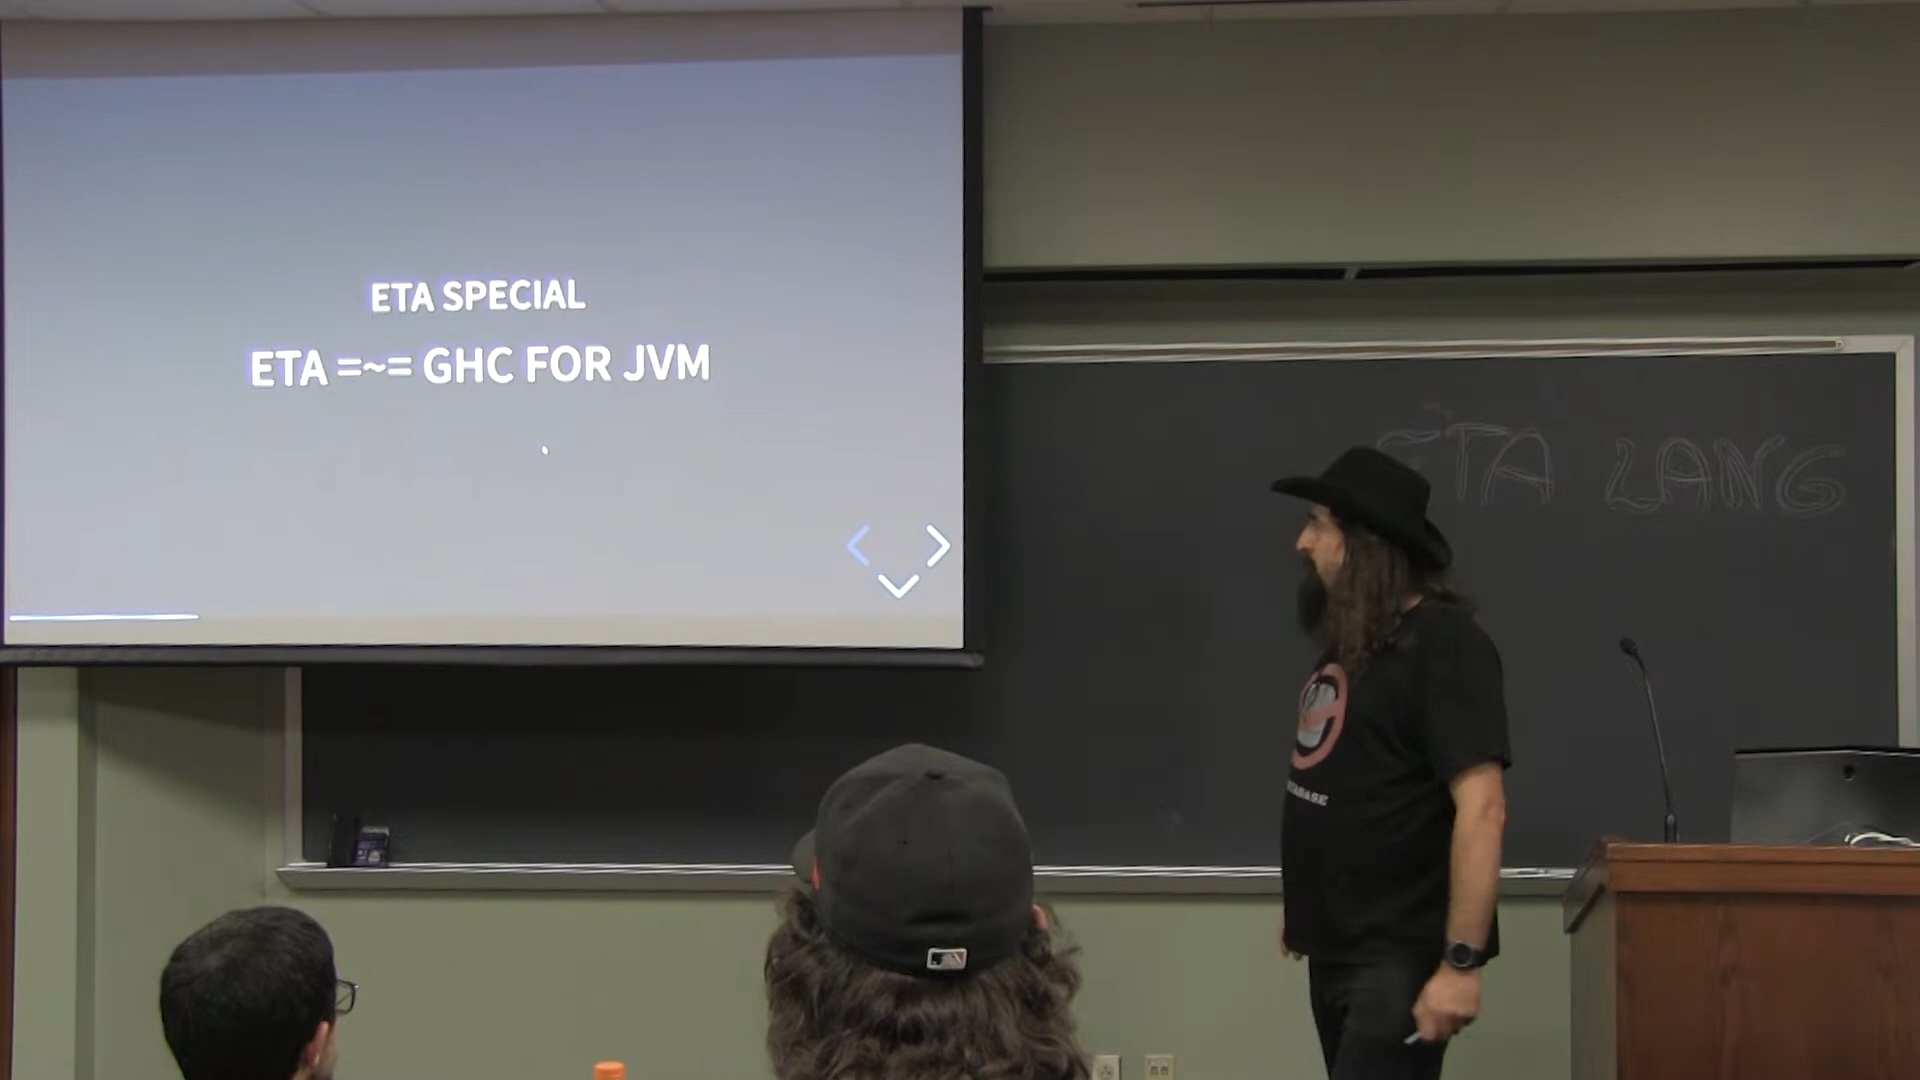 ETA SPECIAL
ETA =~= GHC FOR JVM
ETA LANG